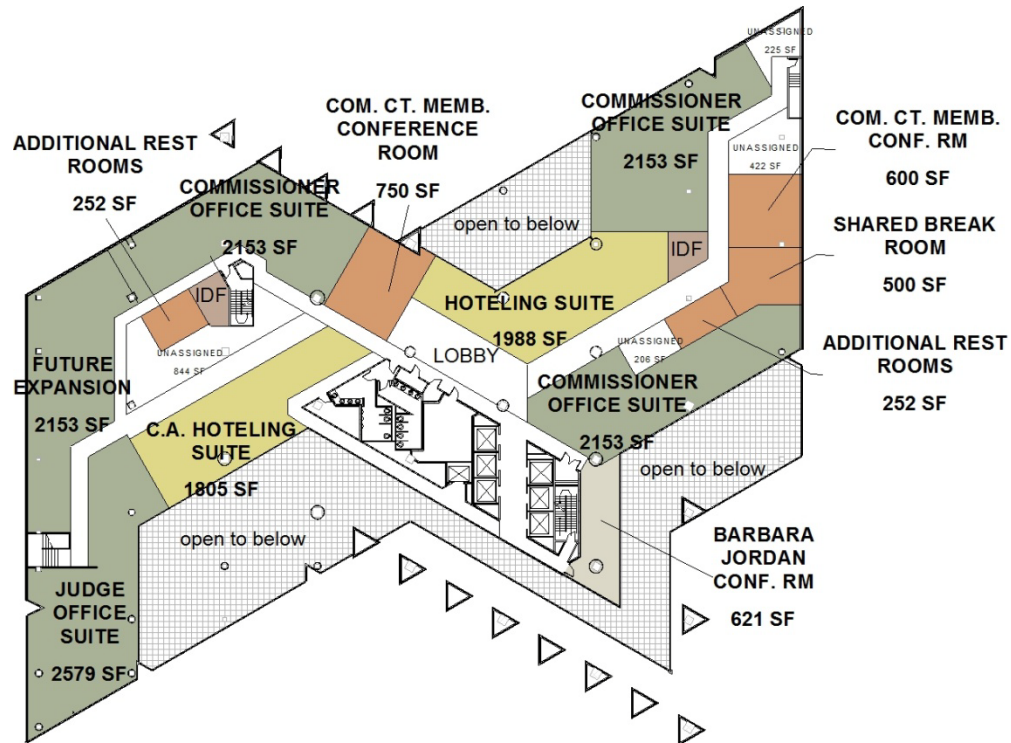 UNASSIGNED
225 SF
COM. CT. MEMB.
CONFERENCE
ROOM
750 SF
COMMISSIONER
OFFICE SUITE
2153 SF
COM. CT. MEMB.
CONF. RM
600 SF
ADDITIONAL REST
ROOMS
252 SF
UNASSIGNED
422 SF
COMMISSIONER
OFFICE SUITE
2153 SF
open to below
SHARED BREAK
ROOM
500 SF
IDF
IDF
HOTELING SUITE
1988 SF
UNASSIGNED
844 SF
LOBBY
UNASSIGNED
206 SF
ADDITIONAL REST
ROOMS
252 SF
FUTURE
EXPANSION
2153 SF
COMMISSIONER
OFFICE SUITE
2153 SF
C.A. HOTELING
SUITE
1805 SF
open to below
open to below
BARBARA
JORDAN
CONF. RM
621 SF
JUDGE
OFFICE
SUITE
2579 SF